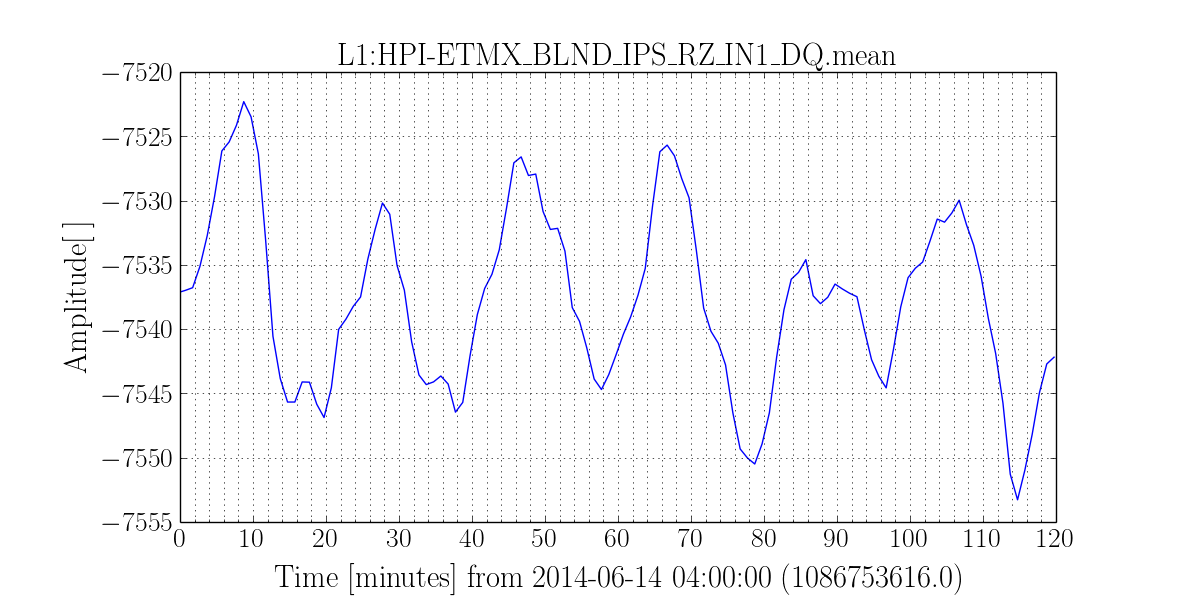 L1:HPI-ETMX_BLND_IPS_RZ_IN1_DQ.mean
−7520
−7525
−7530
−7535
−7540
−7545
−7550
−7555
Amplitude[ ]
0 10 20 30 40 50 60 70 80 90 100 110 120
Time [minutes] from 2014-06-14 04:00:00 (1086753616.0)